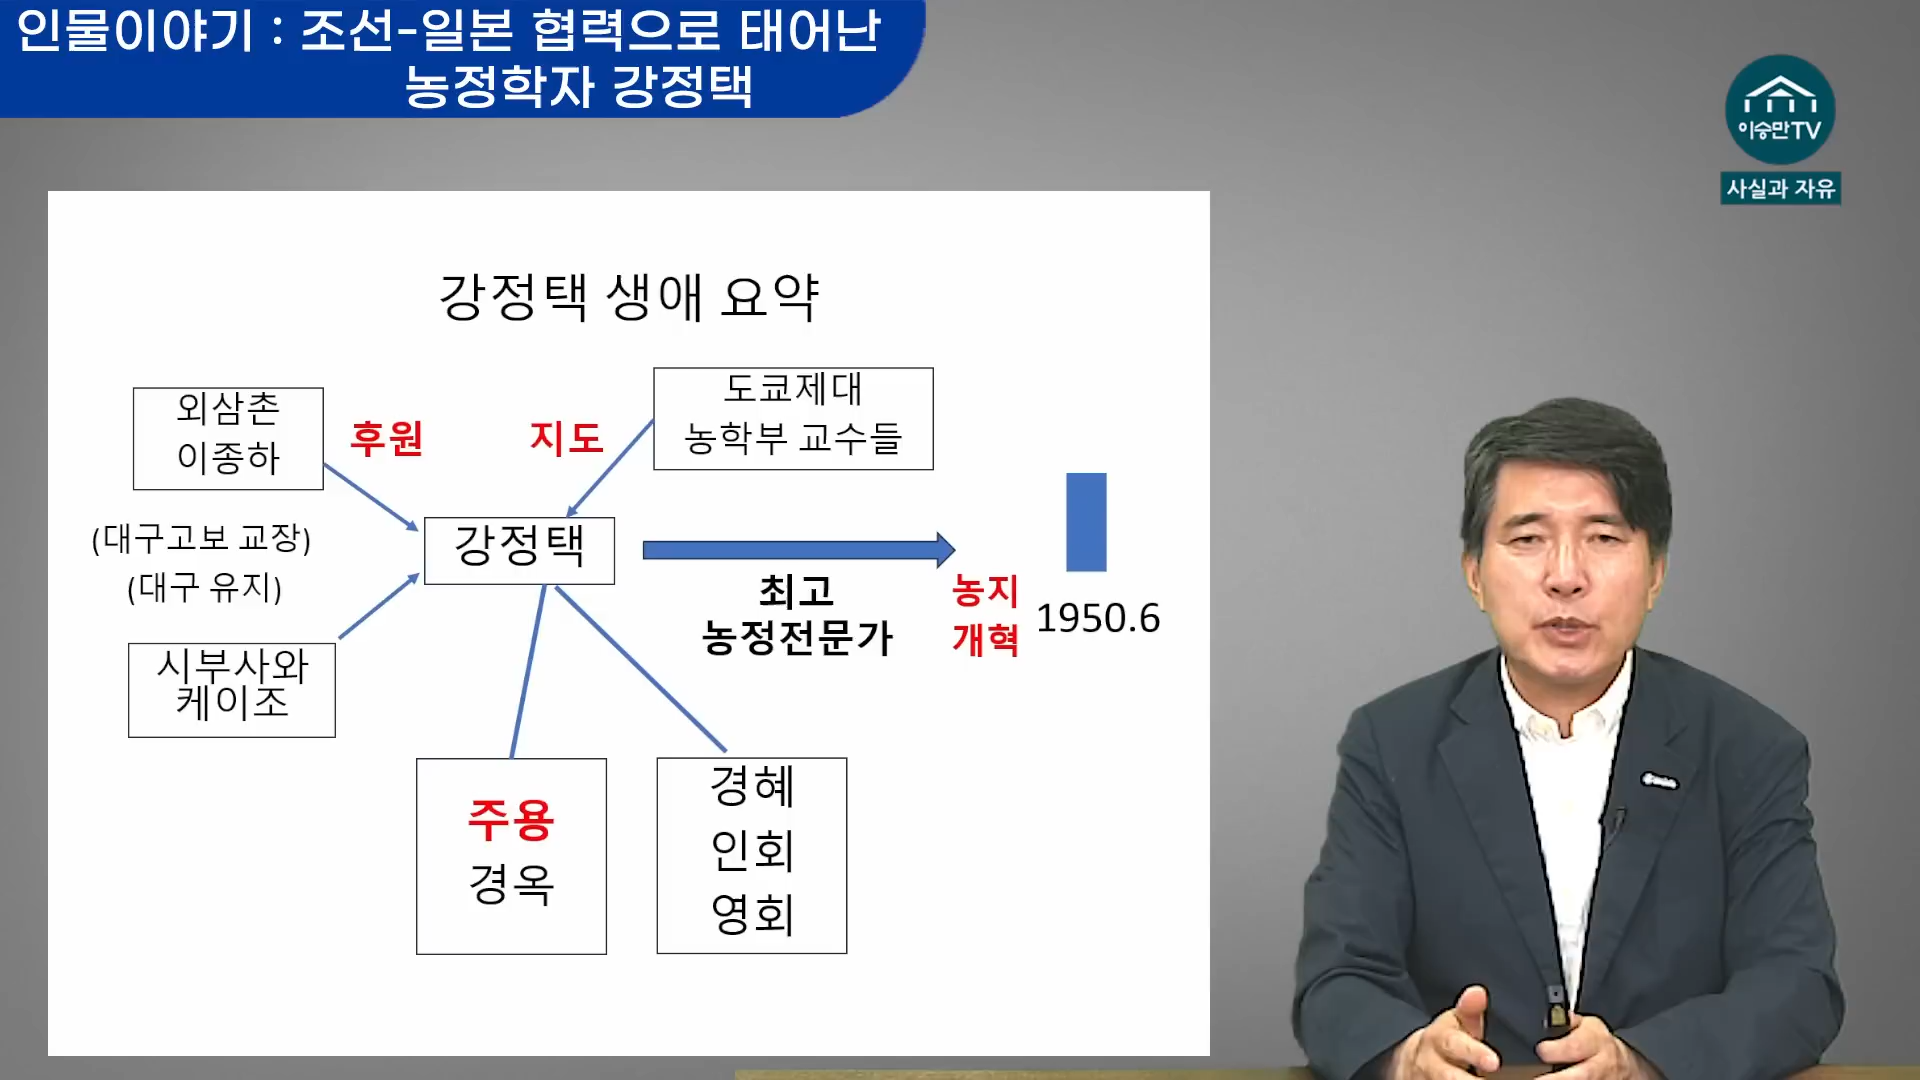 인물이야기 : 조선-일본 협력으로 태어난
농정학자 강정택
이승만TV
사실과 자유
강정택 생애 요약
외삼촌
이종하
후원
지도
도쿄제대
농학부 교수들
(대구고보 교장)
(대구 유지)
강정택
최고
농정전문가
농지
개혁
1950.6
시부사와
케이조
주용
경옥
경혜
인회
영회